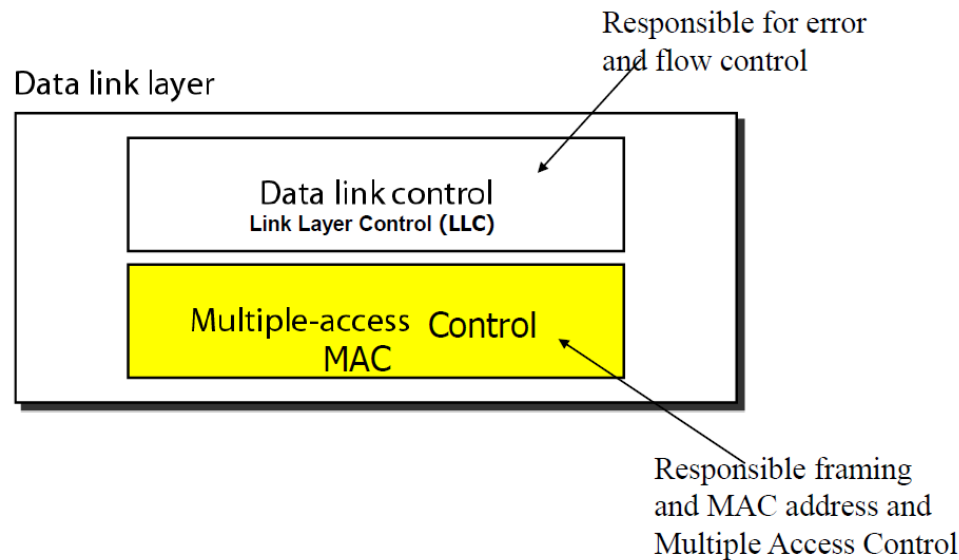 Responsible for error
and flow control
Data link layer
Data link control
Link Layer Control (LLC)
Multiple-access Control
MAC
Responsible framing
and MAC address and
Multiple Access Control